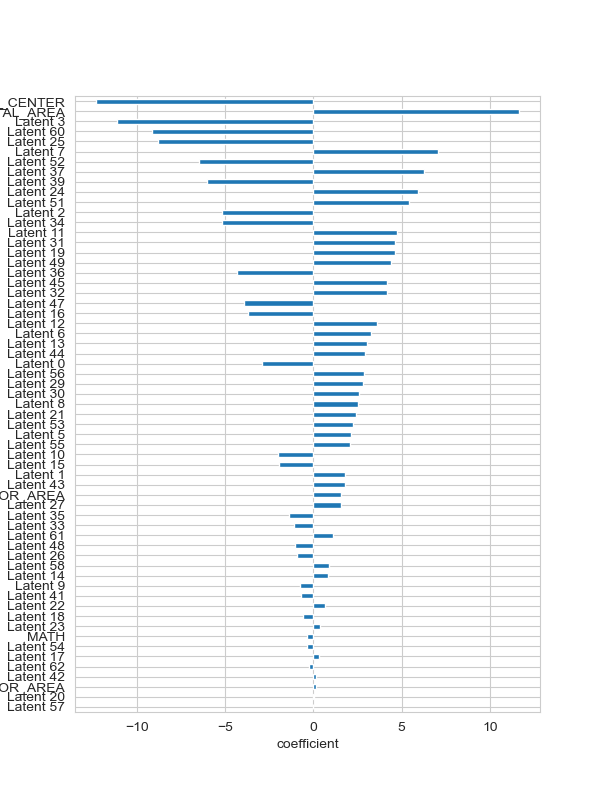 _CENTER
AL_AREA
Latent 3
Latent 60
Latent 25
Latent 7
Latent 52
Latent 37
Latent 39
Latent 24
Latent 51
Latent 2
Latent 34
Latent 11
Latent 31
Latent 19
Latent 49
Latent 36
Latent 45
Latent 32
Latent 47
Latent 16
Latent 12
Latent 6
Latent 13
Latent 44
Latent 0
Latent 56
Latent 29
Latent 30
Latent 8
Latent 21
Latent 53
Latent 5
Latent 55
Latent 10
Latent 15
Latent 1
Latent 43
OR_AREA
Latent 27
Latent 35
Latent 33
Latent 61
Latent 48
Latent 26
Latent 58
Latent 14
Latent 9
Latent 41
Latent 22
Latent 18
Latent 23
MATH
Latent 54
Latent 17
Latent 62
Latent 42
OR_AREA
Latent 20
Latent 57
−10 −5 0 5 10
coefficient